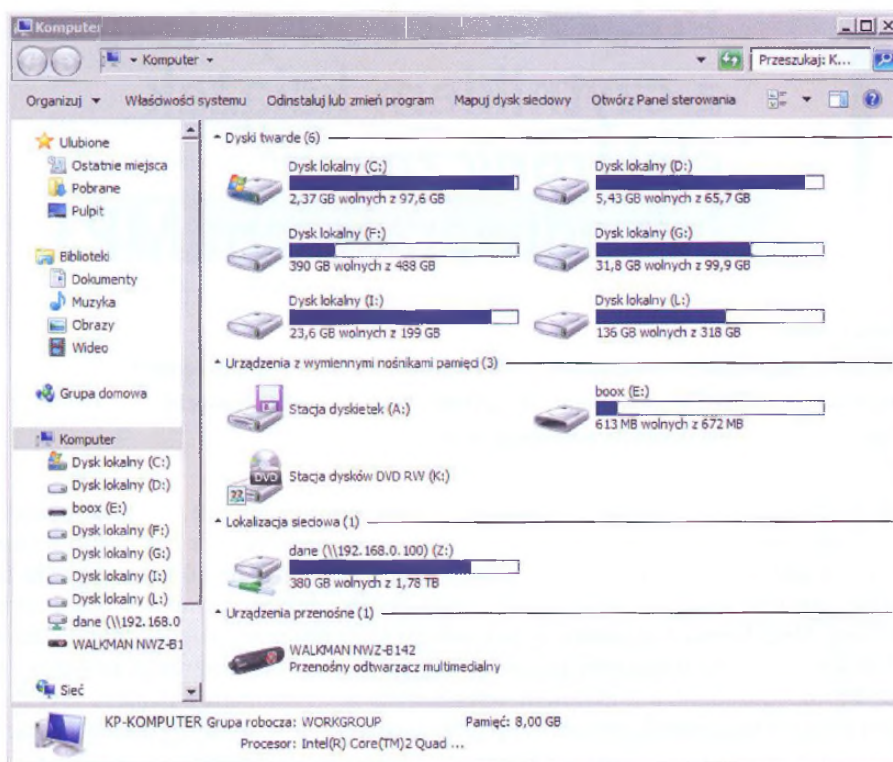 Komputer
Komputer
Przeszukaj: K...
Organizuj Właściwości systemu Odinstaluj lub zmień program Mapuj dysk sieciowy Otwórz Panel sterowania
Ulubione
Ostatnie miejsca
Pobrane
Pulpit
Biblioteki
Dokumenty
Muzyka
Obrazy
Wideo
Grupa domowa
Komputer
Dysk lokalny (C:)
Dysk lokalny (D:)
boox (E:)
Dysk lokalny (F:)
Dysk lokalny (G:)
Dysk lokalny (I:)
Dysk lokalny (L:)
dane (\\192.168.0
WALKMAN NWZ-B1
Sieć
Dyski twarde (6)
Dysk lokalny (C:)
2,37 GB wolnych z 97,6 GB
Dysk lokalny (D:)
5,43 GB wolnych z 65,7 GB
Dysk lokalny (F:)
390 GB wolnych z 488 GB
Dysk lokalny (G:)
31,8 GB wolnych z 99,9 GB
Dysk lokalny (I:)
23,6 GB wolnych z 199 GB
Dysk lokalny (L:)
136 GB wolnych z 318 GB
Urządzenia z wymiennymi nośnikami pamięci (3)
Stacja dyskietek (A:)
boox (E:)
613 MB wolnych z 672 MB
DVD
Stacja dysków DVD RW (K:)
Lokalizacja sieciowa (1)
dane (\\192.168.0.100) (Z:)
380 GB wolnych z 1,78 TB
Urządzenia przenośne (1)
WALKMAN NWZ-B142
Przenośny odtwarzacz multimedialny
KP-KOMPUTER Grupa robocza: WORKGROUP Pamięć: 8,00 GB
Procesor: Intel(R) Core(TM)2 Quad ...